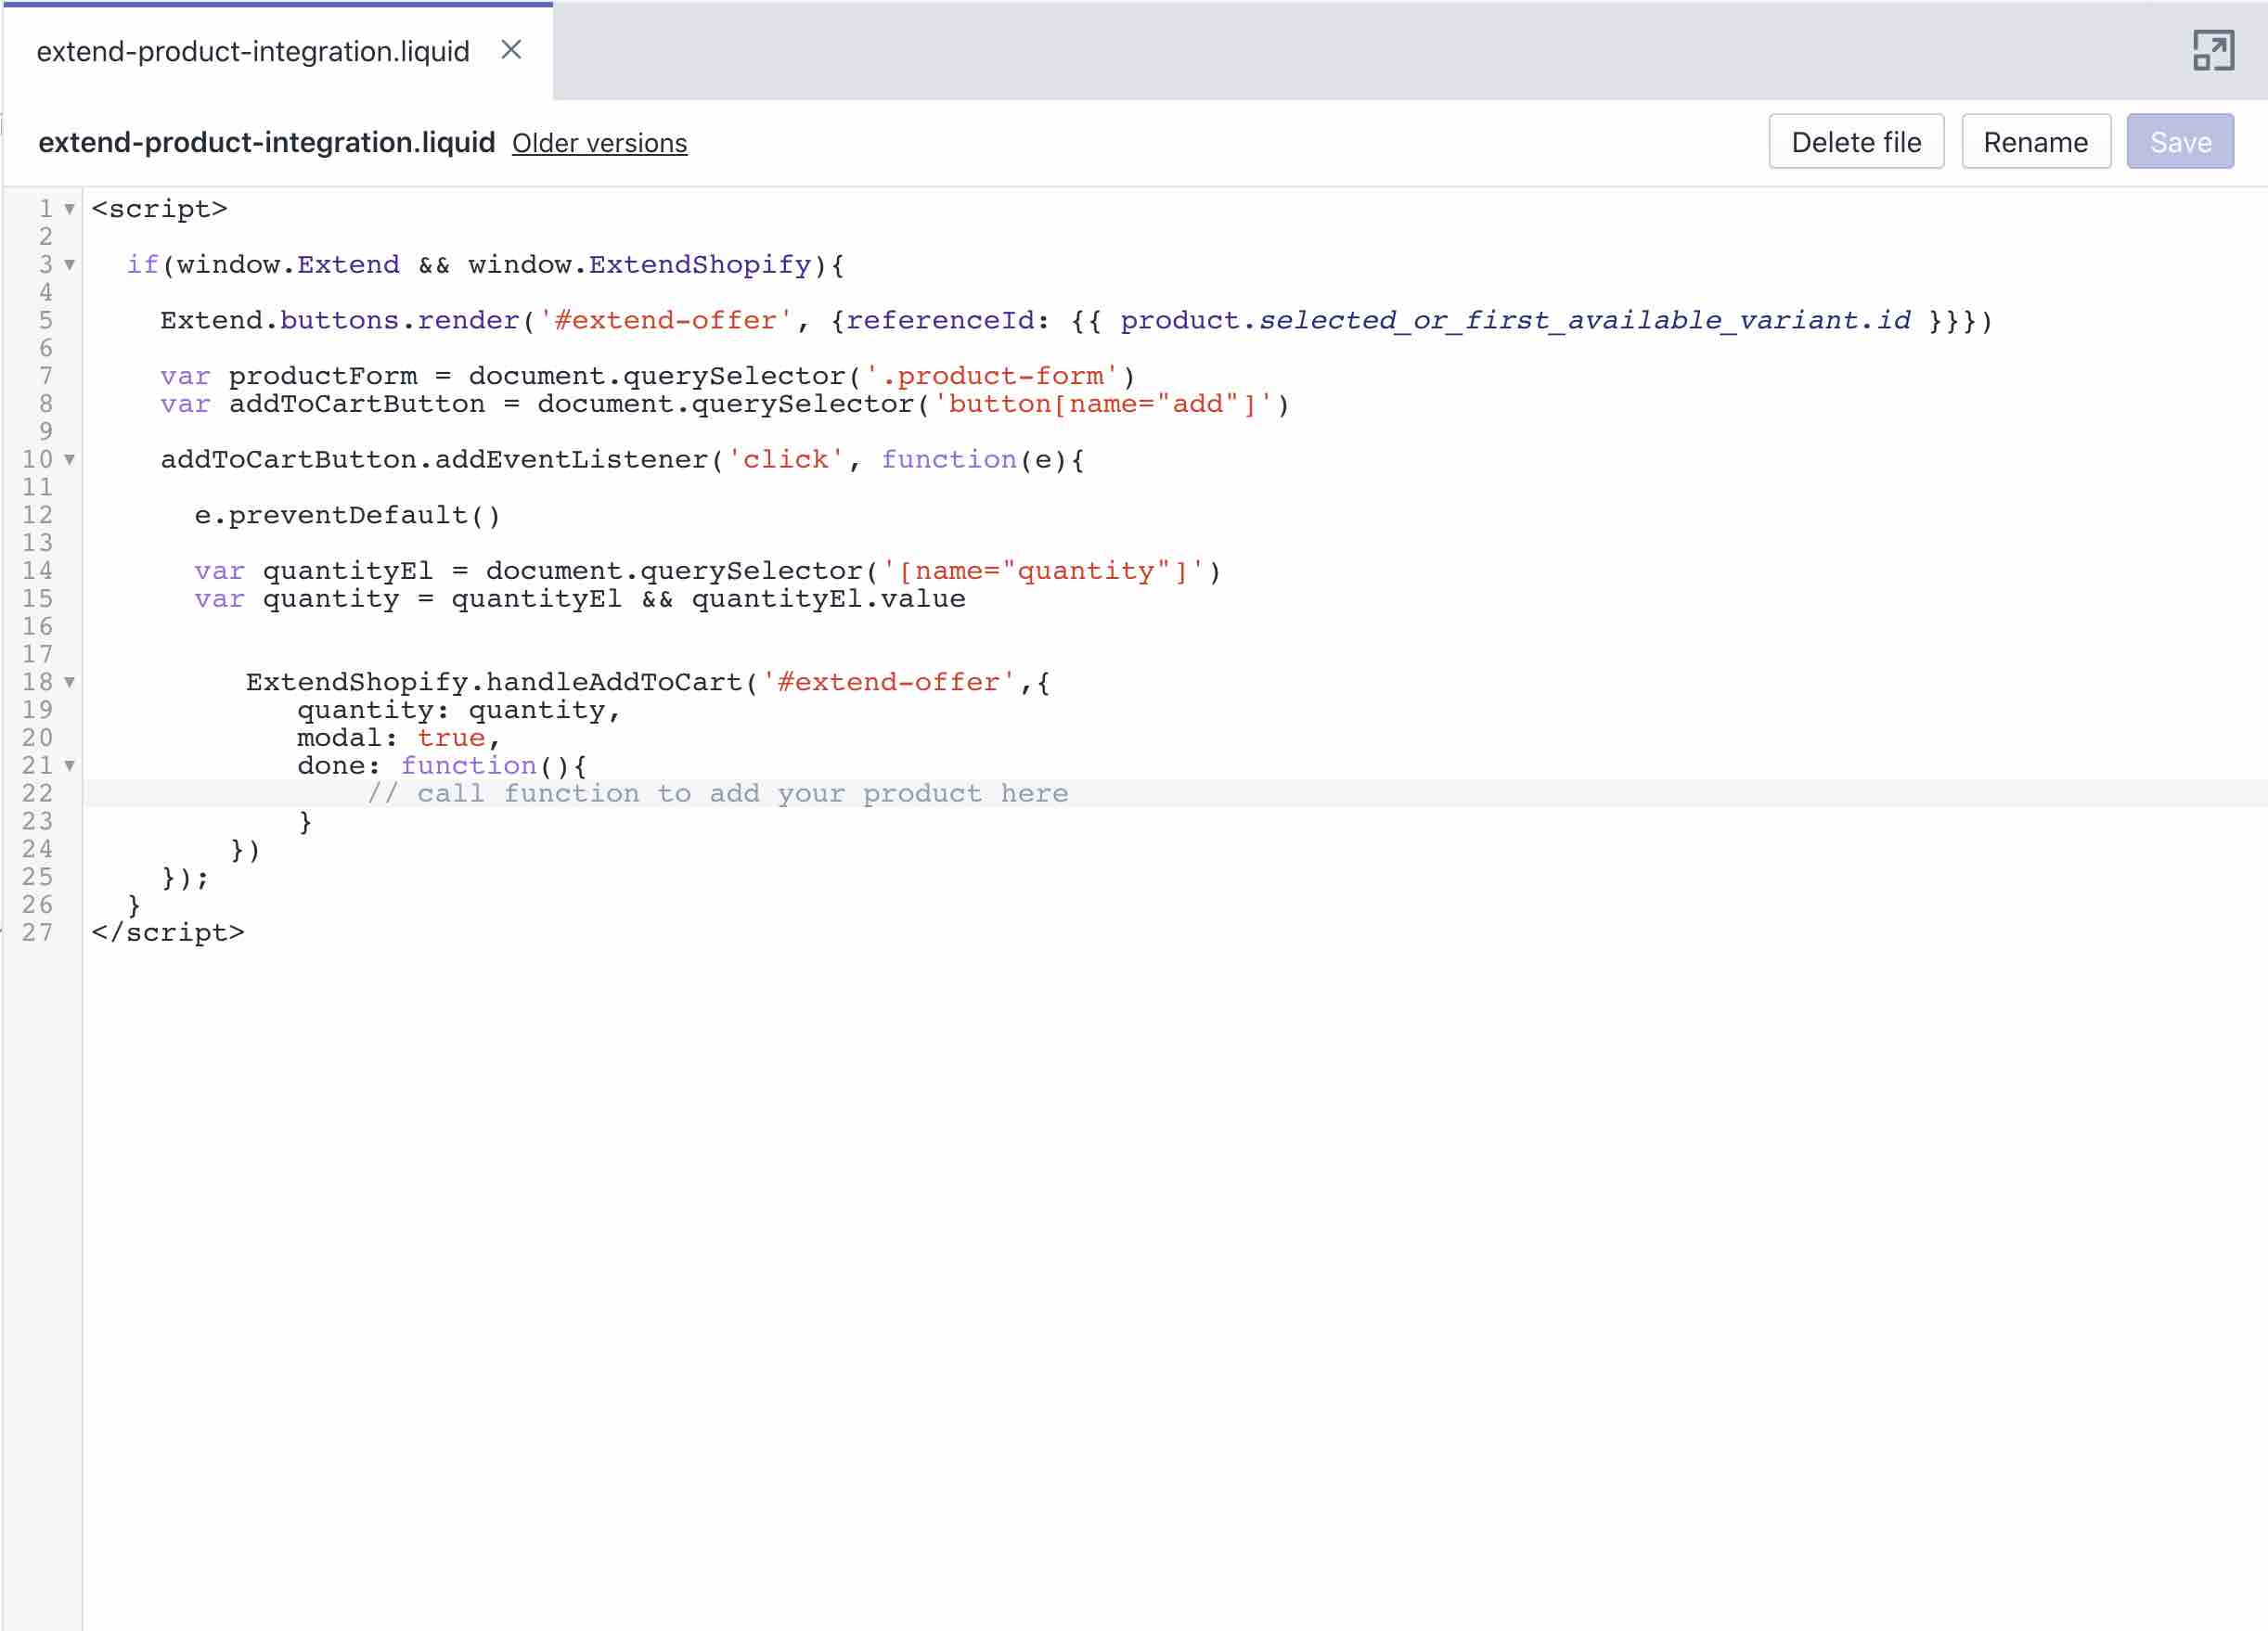 extend-product-integration.liquid
extend-product-integration.liquid Older versions Delete file Rename Save
1 <script>
2
3 if(window.Extend && window.ExtendShopify){
4
5 Extend.buttons.render('#extend-offer', {referenceId: {{ product.selected_or_first_available_variant.id }}})
6
7 var productForm = document.querySelector('.product-form')
8 var addToCartButton = document.querySelector('button[name="add"]')
9
10 addToCartButton.addEventListener('click', function(e){
11
12 e.preventDefault()
13
14 var quantityEl = document.querySelector('[name="quantity"]')
15 var quantity = quantityEl && quantityEl.value
16
17
18 ExtendShopify.handleAddToCart('#extend-offer',{
19 quantity: quantity,
20 modal: true,
21 done: function(){
22 // call function to add your product here
23 }
24 })
25 });
26 }
27 </script>